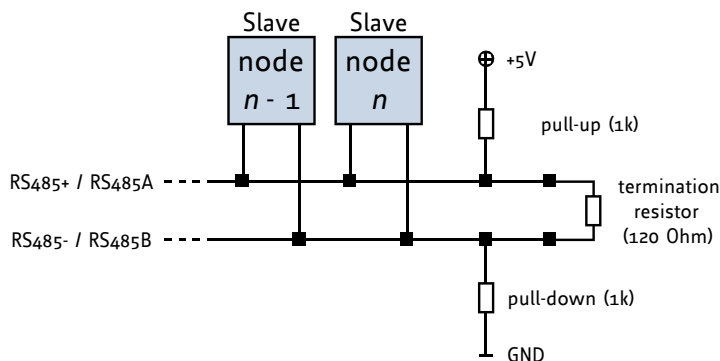 Slave
Slave
node
n - 1
node
n
+5V
pull-up (1k)
RS485+ / RS485A
termination
resistor
(120 Ohm)
RS485- / RS485B
pull-down (1k)
GND